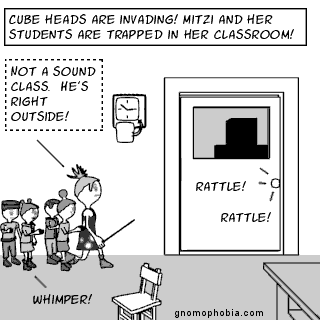 CUBE HEADS ARE INVADING! MITZI AND HER
STUDENTS ARE TRAPPED IN HER CLASSROOM!
NOT A SOUND
CLASS. HE'S
RIGHT
OUTSIDE!
RATTLE!
RATTLE!
WHIMPER!
gnomophobia.com